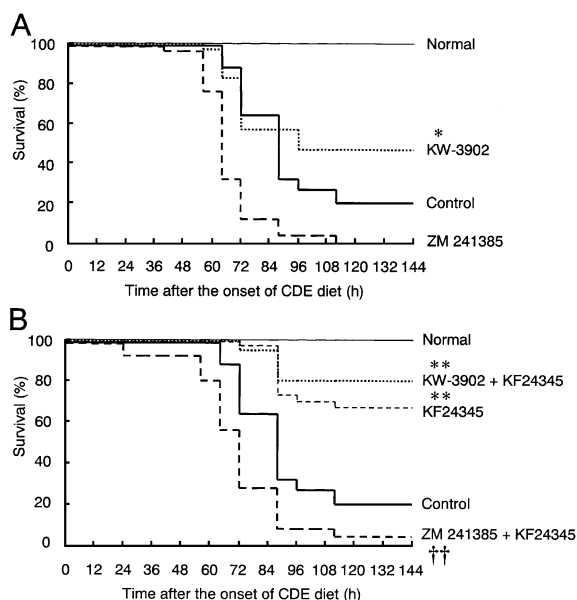 A
Survival (%)
100
80
60
40
20
0
Normal
*
KW-3902
Control
ZM 241385
0 12 24 36 48 60 72 84 96 108 120 132 144
Time after the onset of CDE diet (h)
B
Survival (%)
100
80
60
40
20
0
Normal
**
KW-3902 + KF24345
**
KF24345
Control
ZM 241385 + KF24345
††
0 12 24 36 48 60 72 84 96 108 120 132 144
Time after the onset of CDE diet (h)